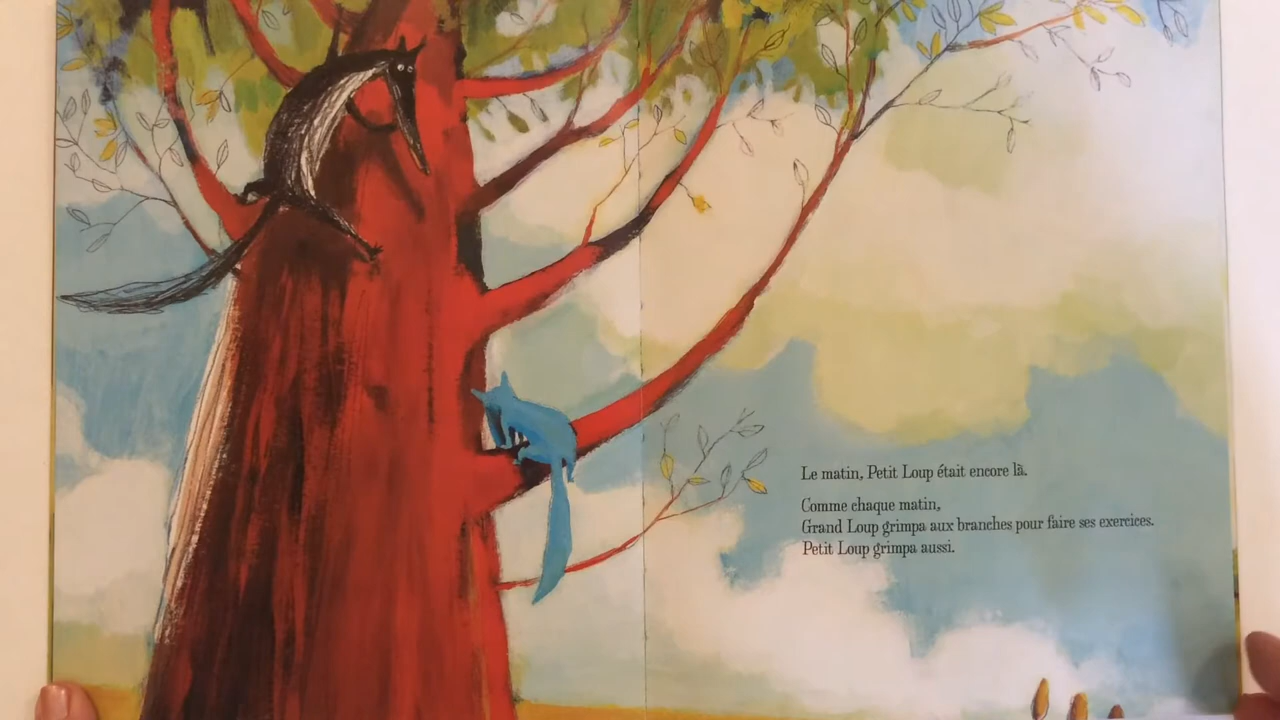 Le matin, Petit Loup était encore là.
Comme chaque matin,
Grand Loup grimpa aux branches pour faire ses exercices.
Petit Loup grimpa aussi.